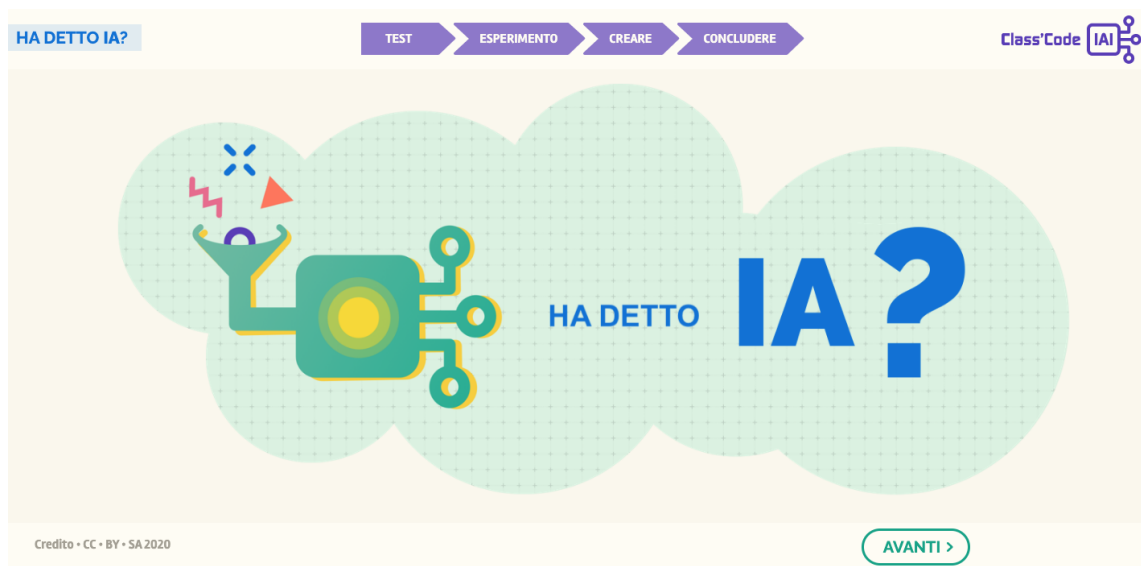 HA DETTO IA?
TEST
ESPERIMENTO
CREARE
CONCLUDERE
Class'Code IAI
HA DETTO IA?
Credito • CC • BY • SA 2020
AVANTI >